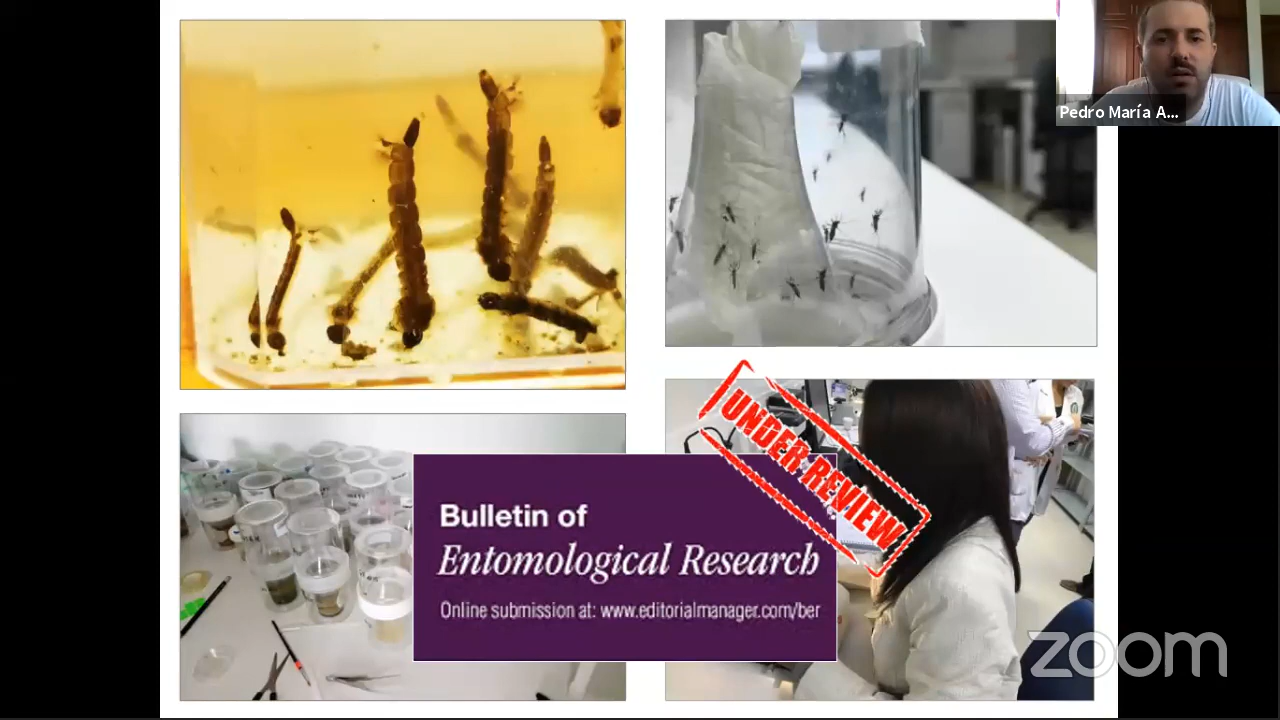 Pedro María A...
UNDER REVIEW
Bulletin of
Entomological Research
Online submission at: www.editorialmanager.com/ber
zoom